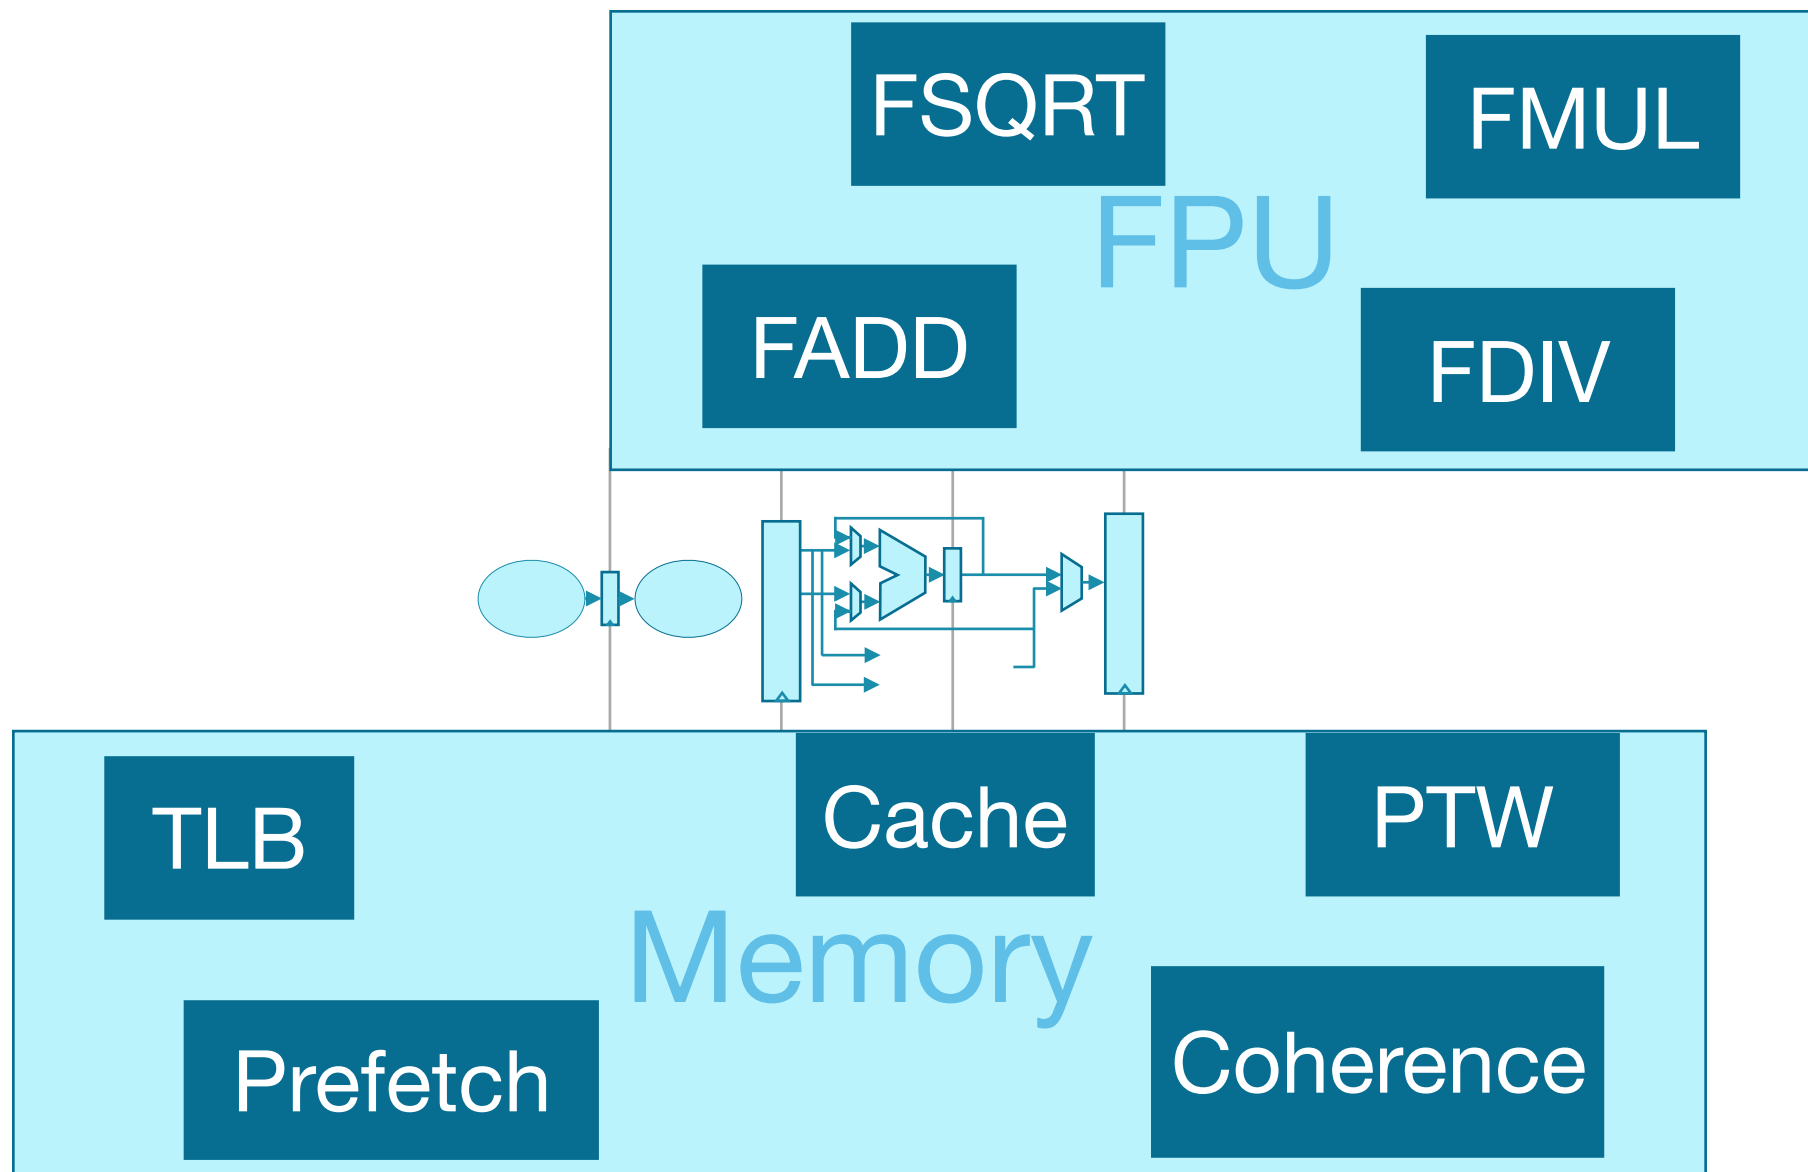 FSQRT
FMUL
FPU
FADD
FDIV
TLB
Cache
PTW
Memory
Prefetch
Coherence